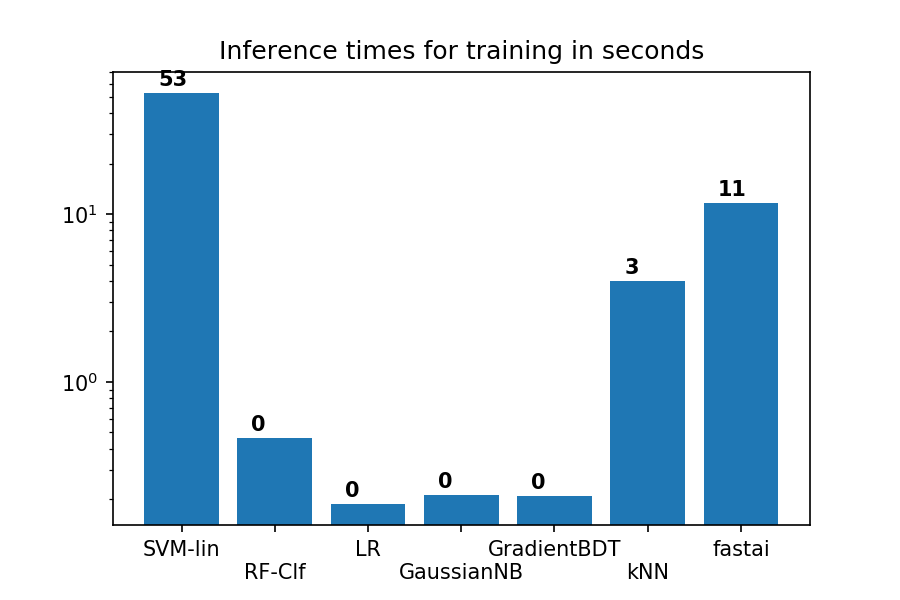 Inference times for training in seconds
53
11
10¹
3
10⁰
0
0
0
0
SVM-lin
LR
GradientBDT
fastai
RF-Clf
GaussianNB
kNN